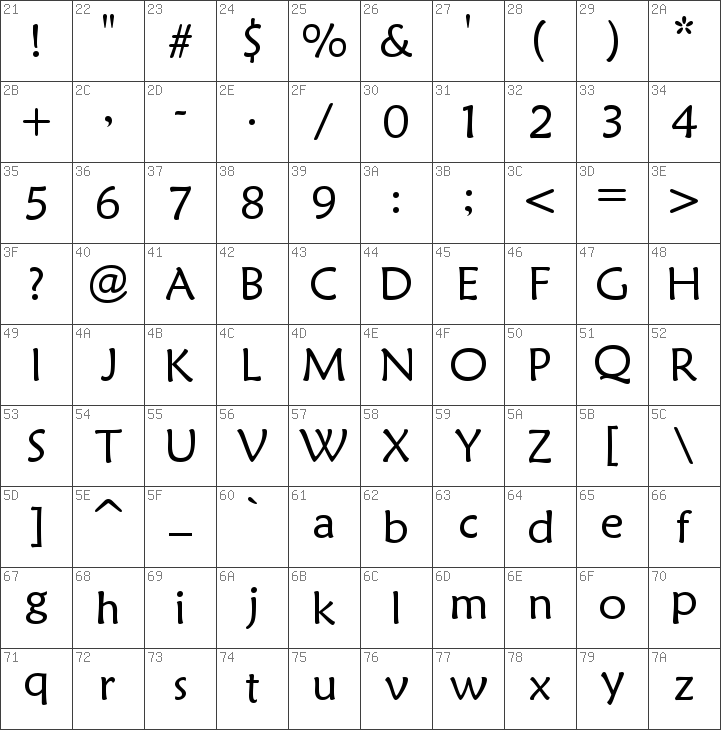 21 22 23 24 25 26 27 28 29 2A
! " # $ % & ' ( ) *
2B 2C 2D 2E 2F 30 31 32 33 34
+ , - . / 0 1 2 3 4
35 36 37 38 39 3A 3B 3C 3D 3E
5 6 7 8 9 : ; < = >
3F 40 41 42 43 44 45 46 47 48
? @ A B C D E F G H
49 4A 4B 4C 4D 4E 4F 50 51 52
I J K L M N O P Q R
53 54 55 56 57 58 59 5A 5B 5C
S T U V W X Y Z [ \
5D 5E 5F 60 61 62 63 64 65 66
] ^ _ ` a b c d e f
67 68 69 6A 6B 6C 6D 6E 6F 70
g h i j k l m n o p
71 72 73 74 75 76 77 78 79 7A
q r s t u v w x y z